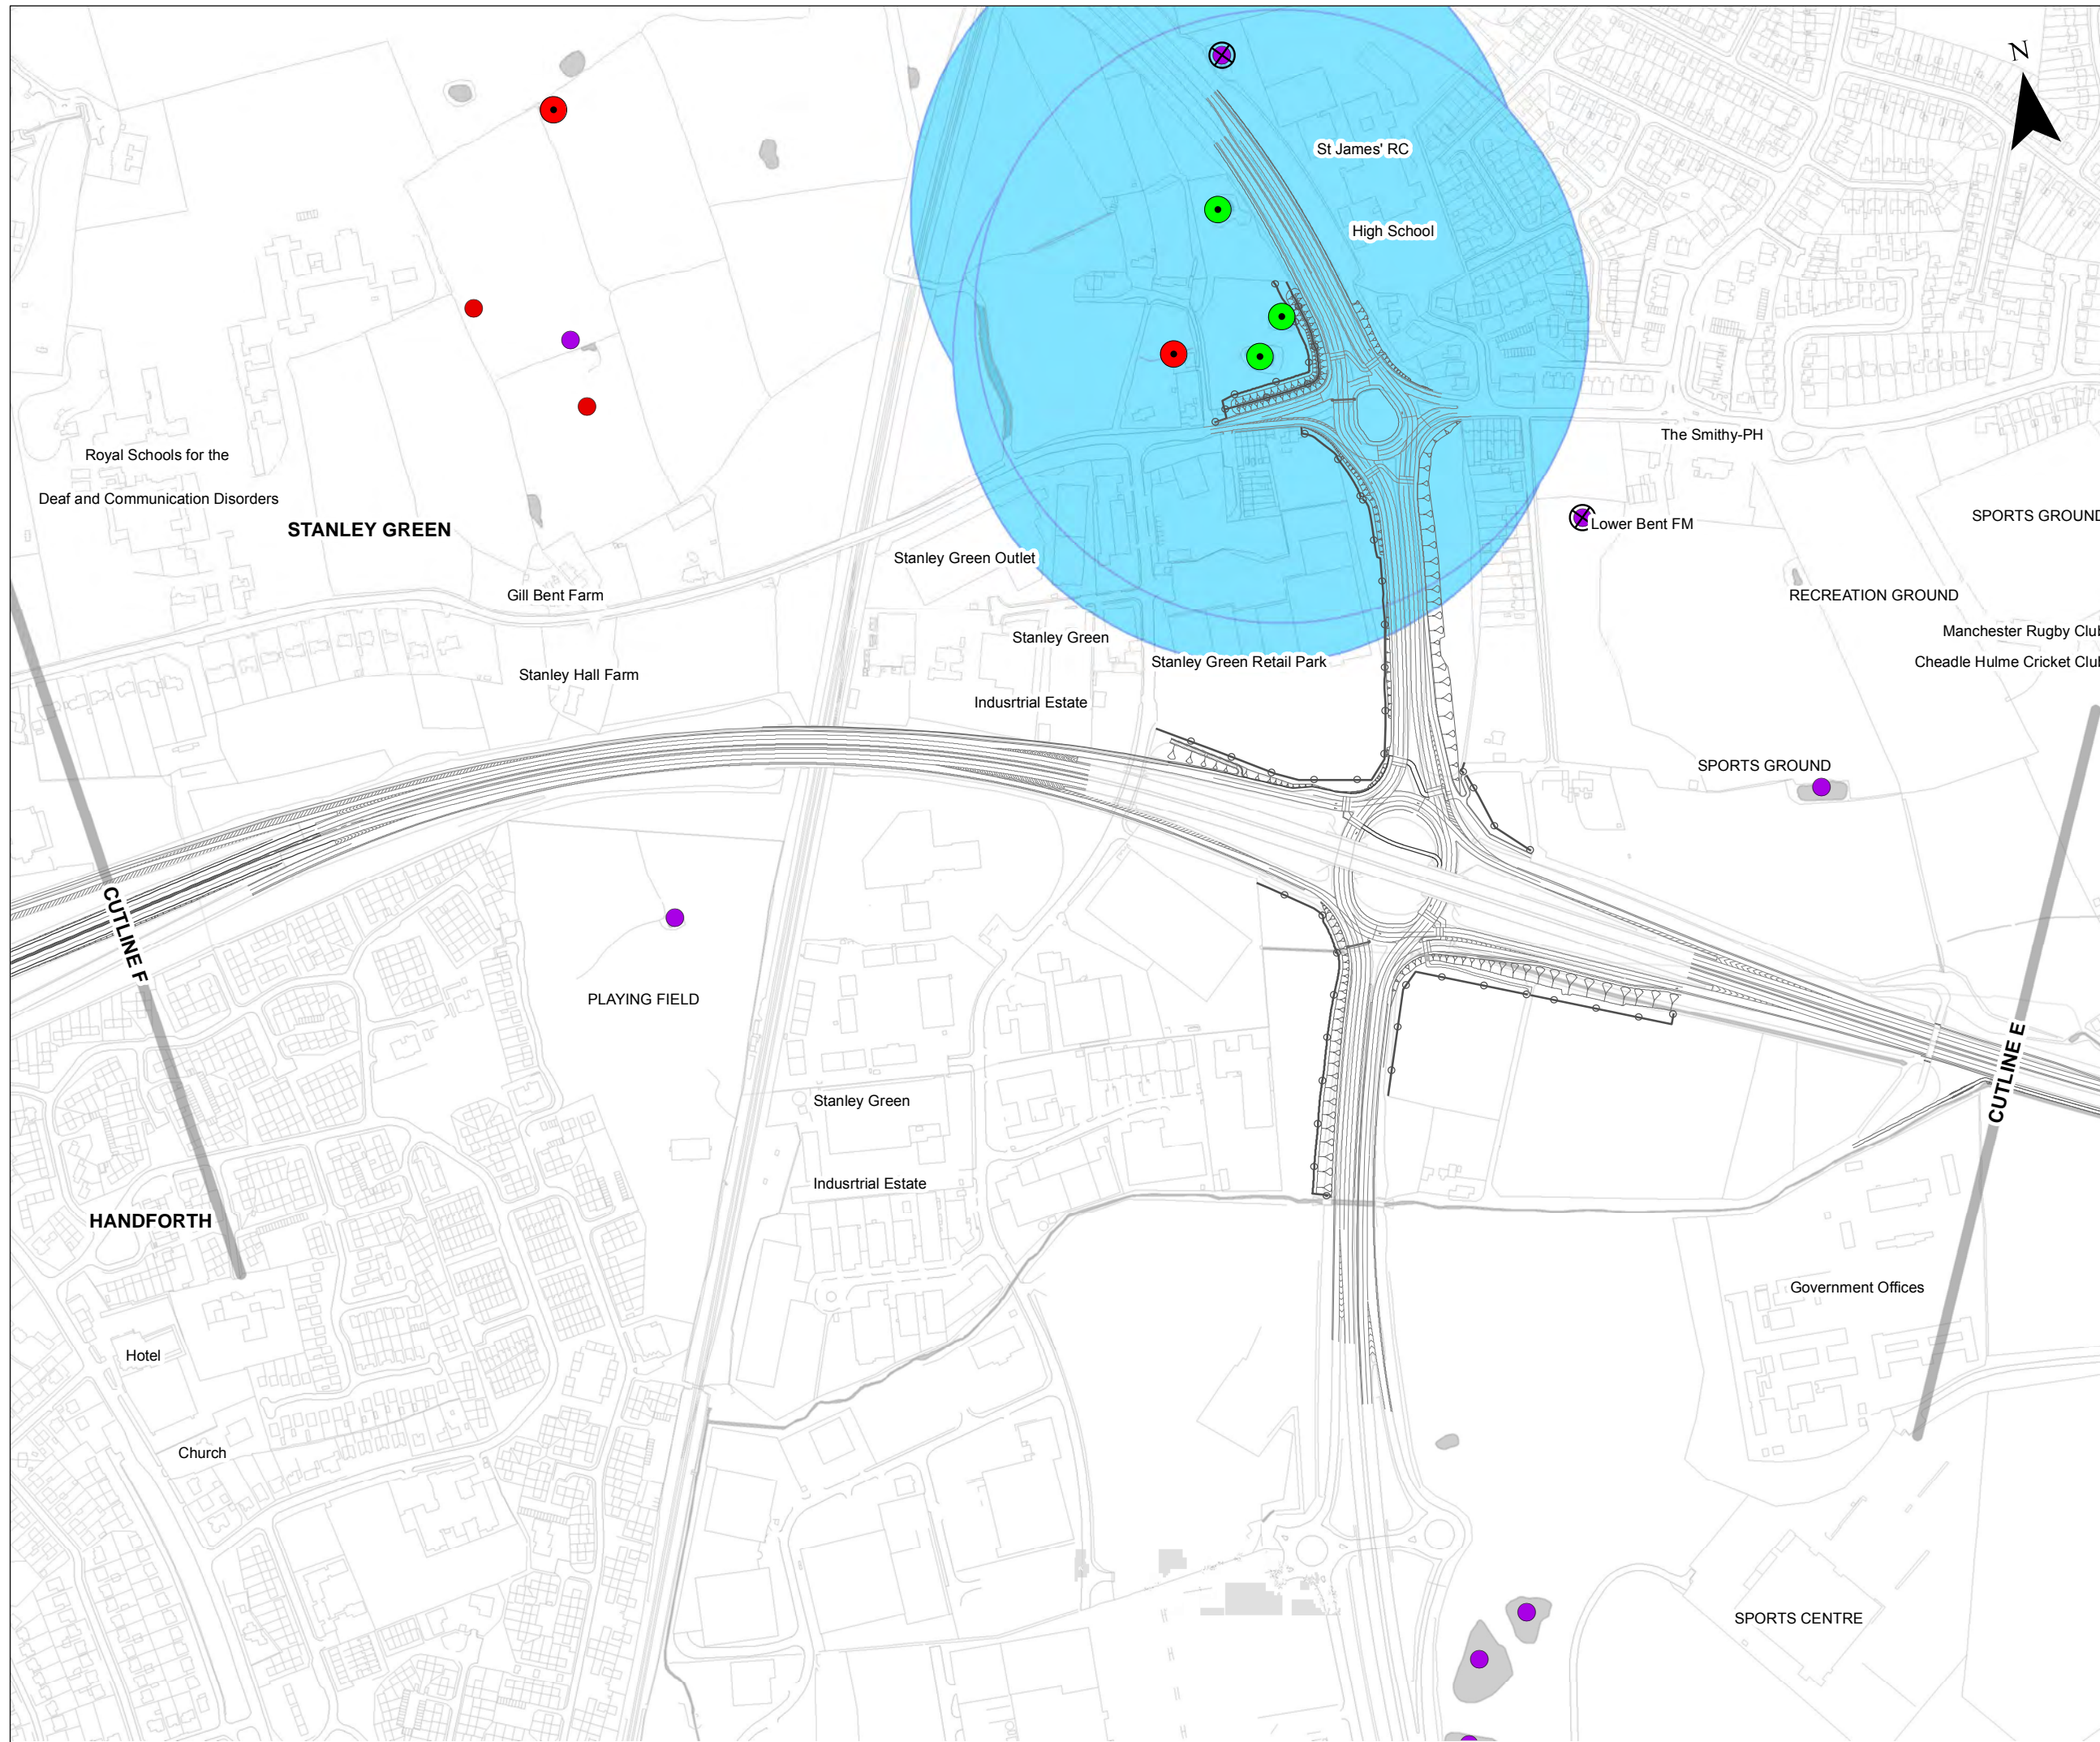 N
St James' RC
High School
The Smithy-PH
Royal Schools for the
Deaf and Communication Disorders
STANLEY GREEN
SPORTS GROUND
Lower Bent FM
Stanley Green Outlet
Gill Bent Farm
RECREATION GROUND
Manchester Rugby Club
Stanley Green
Stanley Green Retail Park
Cheadle Hulme Cricket Club
Stanley Hall Farm
Indusrtrial Estate
SPORTS GROUND
CUTLINE F
PLAYING FIELD
CUTLINE E
Stanley Green
Indusrtrial Estate
HANDFORTH
Government Offices
Hotel
Church
SPORTS CENTRE